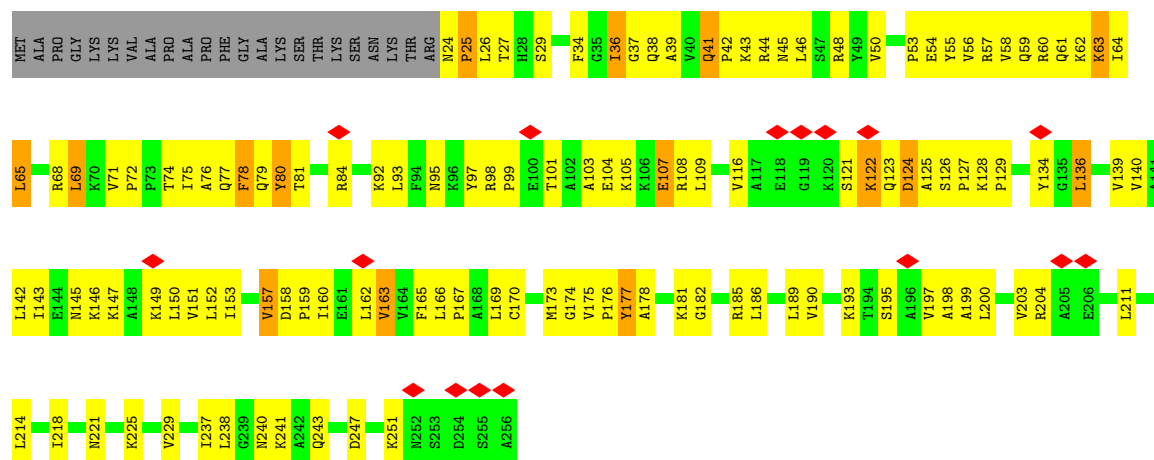 MET ALA PRO GLY LYS LYS VAL ALA PRO ALA PRO PHE GLY ALA LYS SER THR LYS SER ASN LYS THR ARG N24 P25 L26 T27 H28 S29 F34 G35 I36 G37 Q38 A39 V40 Q41 P42 K43 R44 N45 L46 S47 R48 Y49 V50 P53 E54 Y55 V56 R57 V58 Q59 R60 Q61 K62 K63 I64
L65 R68 L69 K70 V71 P72 P73 T74 I75 A76 Q77 F78 Q79 Y80 T81 R84 K92 L93 F94 N95 K96 Y97 R98 P99 E100 T101 A102 A103 E104 K105 K106 E107 R108 L109 V116 A117 E118 G119 K120 S121 K122 Q123 D124 A125 S126 P127 K128 P129 Y134 G135 L136 V139 V140 A141
L142 I143 E144 N145 K146 K147 A148 K149 L150 V151 L152 I153 V157 D158 P159 I160 E161 L162 V163 V164 F165 L166 P167 A168 L169 C170 M173 G174 V175 P176 Y177 A178 K181 G182 R185 L186 L189 V190 K193 T194 S195 A196 V197 A198 A199 L200 V203 R204 A205 E206 L211
L214 I218 N221 K225 V229 I237 L238 G239 N240 K241 A242 Q243 D247 K251 N252 S253 D254 S255 A256